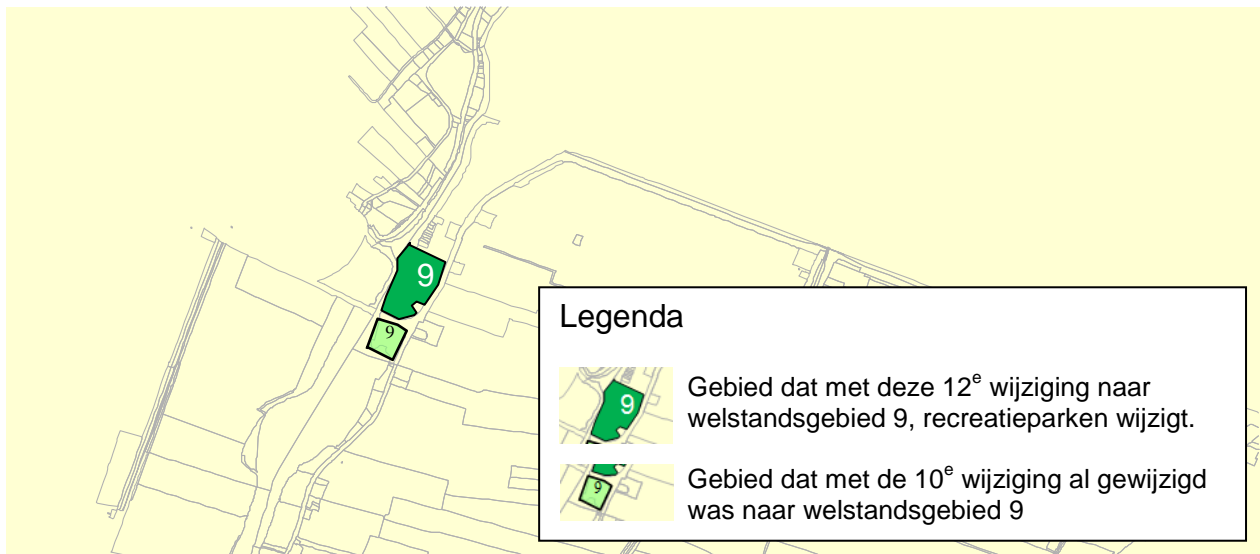 9
9
Legenda
9
Gebied dat met deze 12e wijziging naar
welstandsgebied 9, recreatieparken wijzigt.
9
Gebied dat met de 10e wijziging al gewijzigd
was naar welstandsgebied 9